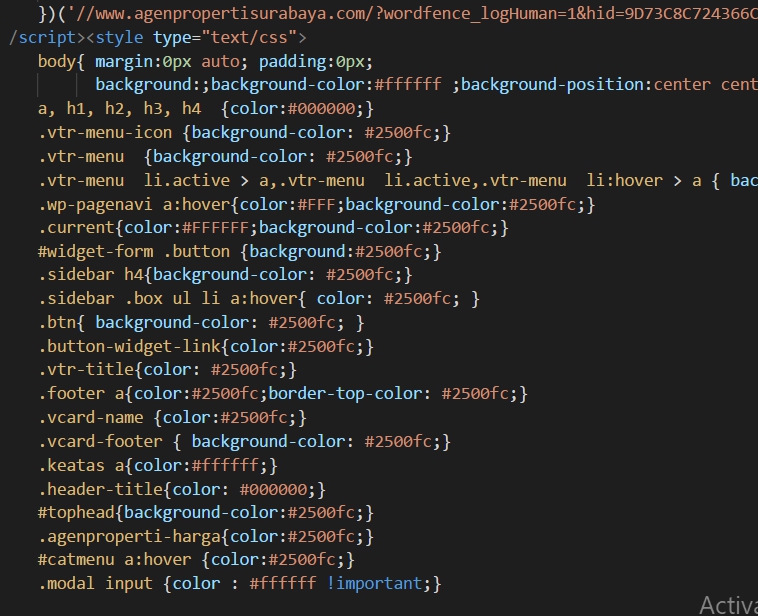 })('//www.agenpropertisurabaya.com/?wordfence_logHuman=1&hid=9D73C8C724366C
/script><style type="text/css">
body{ margin:0px auto; padding:0px;
background:;background-color:#ffffff ;background-position:center cent
a, h1, h2, h3, h4  {color:#000000;}
.vtr-menu-icon {background-color: #2500fc;}
.vtr-menu  {background-color: #2500fc;}
.vtr-menu  li.active > a,.vtr-menu  li.active,.vtr-menu  li:hover > a { bac
.wp-pagenavi a:hover{color:#FFF;background-color:#2500fc;}
.current{color:#FFFFFF;background-color:#2500fc;}
#widget-form .button {background:#2500fc;}
.sidebar h4{background-color: #2500fc;}
.sidebar .box ul li a:hover{ color: #2500fc; }
.btn{ background-color: #2500fc; }
.button-widget-link{color:#2500fc;}
.vtr-title{color: #2500fc;}
.footer a{color:#2500fc;border-top-color: #2500fc;}
.vcard-name {color:#2500fc;}
.vcard-footer { background-color: #2500fc;}
.keatas a{color:#ffffff;}
.header-title{color: #000000;}
#tophead{background-color:#2500fc;}
.agenproperti-harga{color:#2500fc;}
#catmenu a:hover {color:#2500fc;}
.modal input {color : #ffffff !important;}
Activa